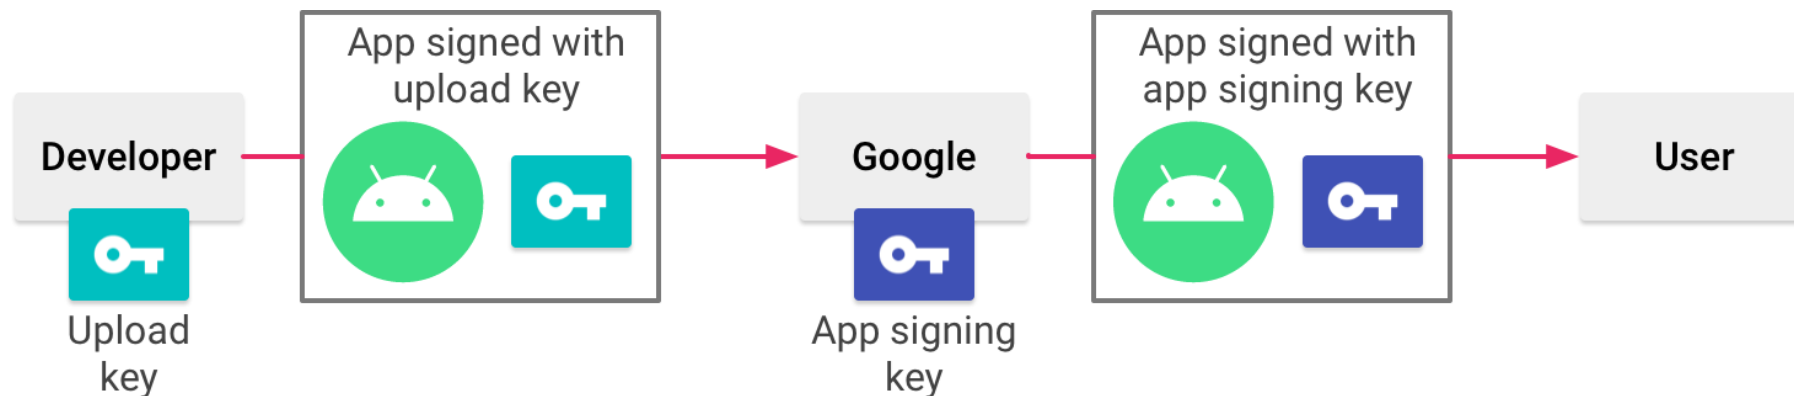 App signed with
upload key
App signed with
app signing key
Developer
Google
User
Upload
key
App signing
key